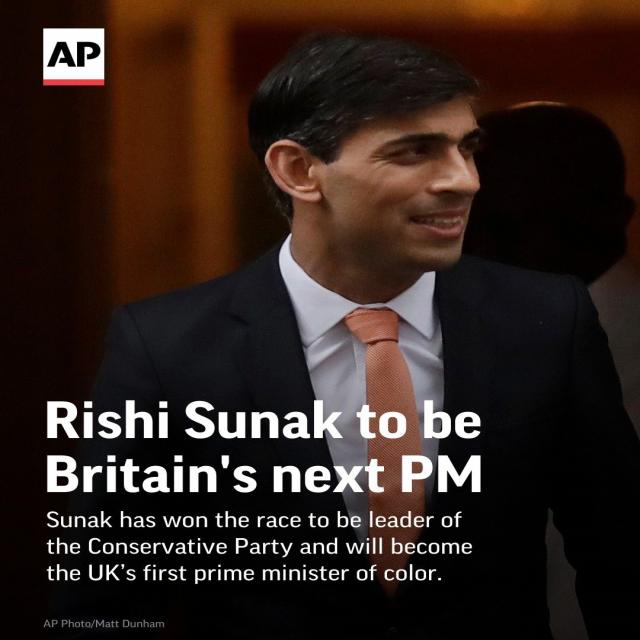 AP
Rishi Sunak to be
Britain's next PM
Sunak has won the race to be leader of
the Conservative Party and will become
the UK’s first prime minister of color.
AP Photo/Matt Dunham